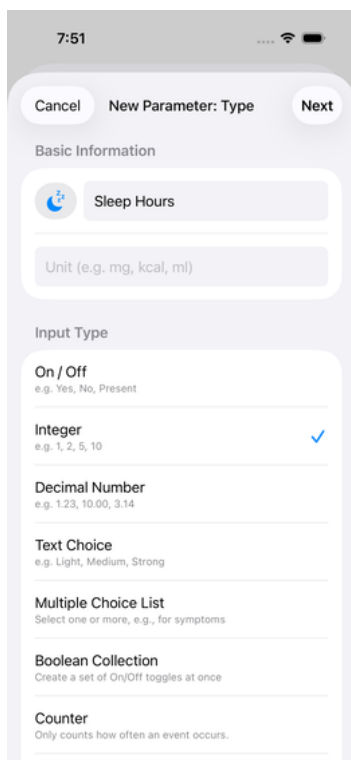 7:51
Cancel
New Parameter: Type
Next
Basic Information
Sleep Hours
Unit (e.g. mg, kcal, ml)
Input Type
On / Off
e.g. Yes, No, Present
Integer
e.g. 1, 2, 5, 10
Decimal Number
e.g. 1.23, 10.00, 3.14
Text Choice
e.g. Light, Medium, Strong
Multiple Choice List
Select one or more, e.g., for symptoms
Boolean Collection
Create a set of On/Off toggles at once
Counter
Only counts how often an event occurs.